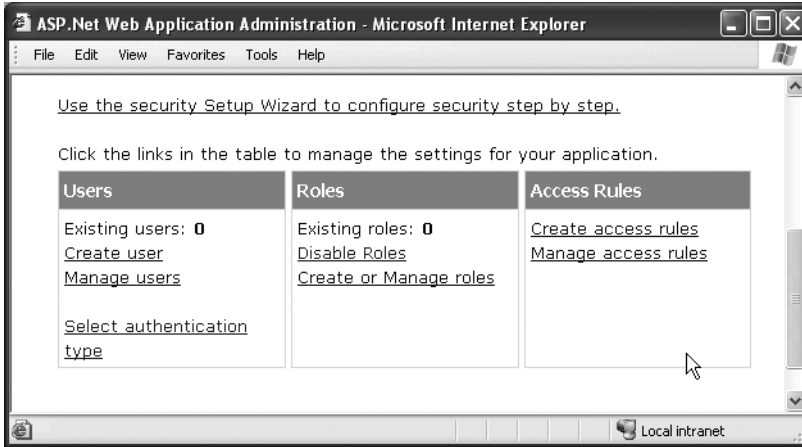 ASP.Net Web Application Administration - Microsoft Internet Explorer
File Edit View Favorites Tools Help
Use the security Setup Wizard to configure security step by step.
Click the links in the table to manage the settings for your application.
Users
Existing users: 0
Create user
Manage users
Select authentication
type
Roles
Existing roles: 0
Disable Roles
Create or Manage roles
Access Rules
Create access rules
Manage access rules
Local intranet